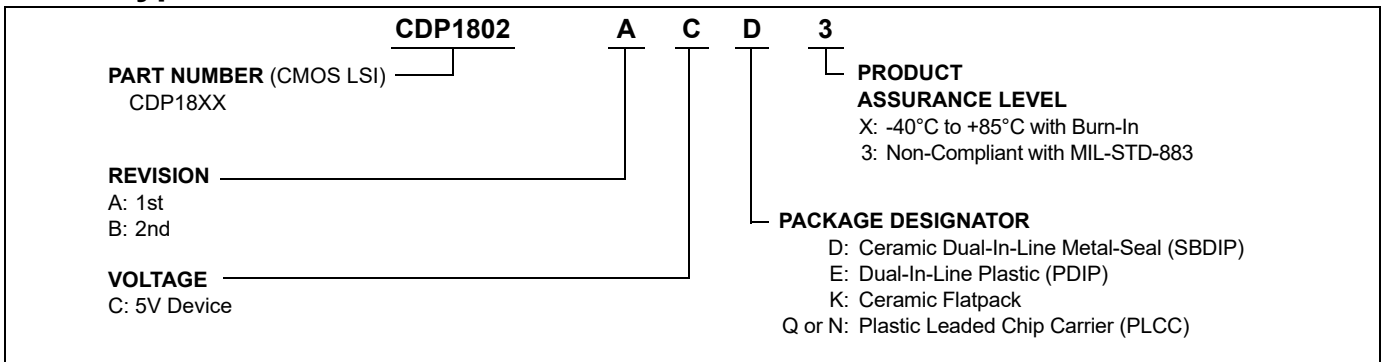 CDP1802 A C D 3
PART NUMBER (CMOS LSI)
CDP18XX
REVISION
A: 1st
B: 2nd
VOLTAGE
C: 5V Device
PRODUCT
ASSURANCE LEVEL
X: -40°C to +85°C with Burn-In
3: Non-Compliant with MIL-STD-883
PACKAGE DESIGNATOR
D: Ceramic Dual-In-Line Metal-Seal (SBDIP)
E: Dual-In-Line Plastic (PDIP)
K: Ceramic Flatpack
Q or N: Plastic Leaded Chip Carrier (PLCC)